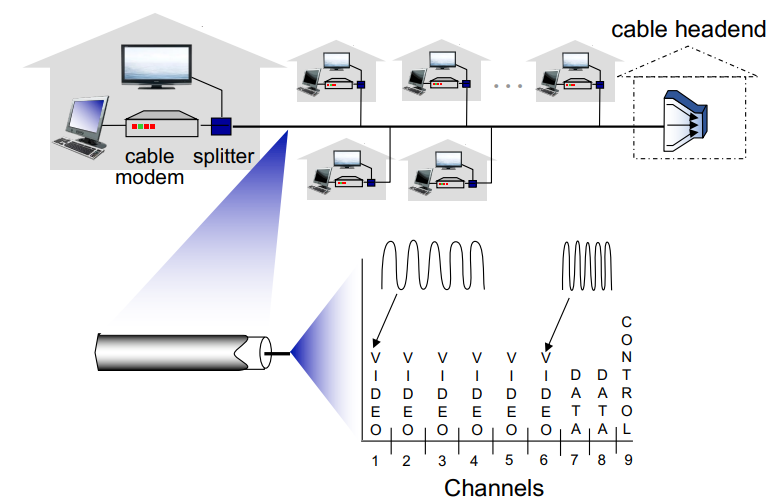 cable headend
cable modem
splitter
VIDEO
VIDEO
VIDEO
VIDEO
VIDEO
VIDEO
DATA
DATA
CONTROL
1 2 3 4 5 6 7 8 9
Channels